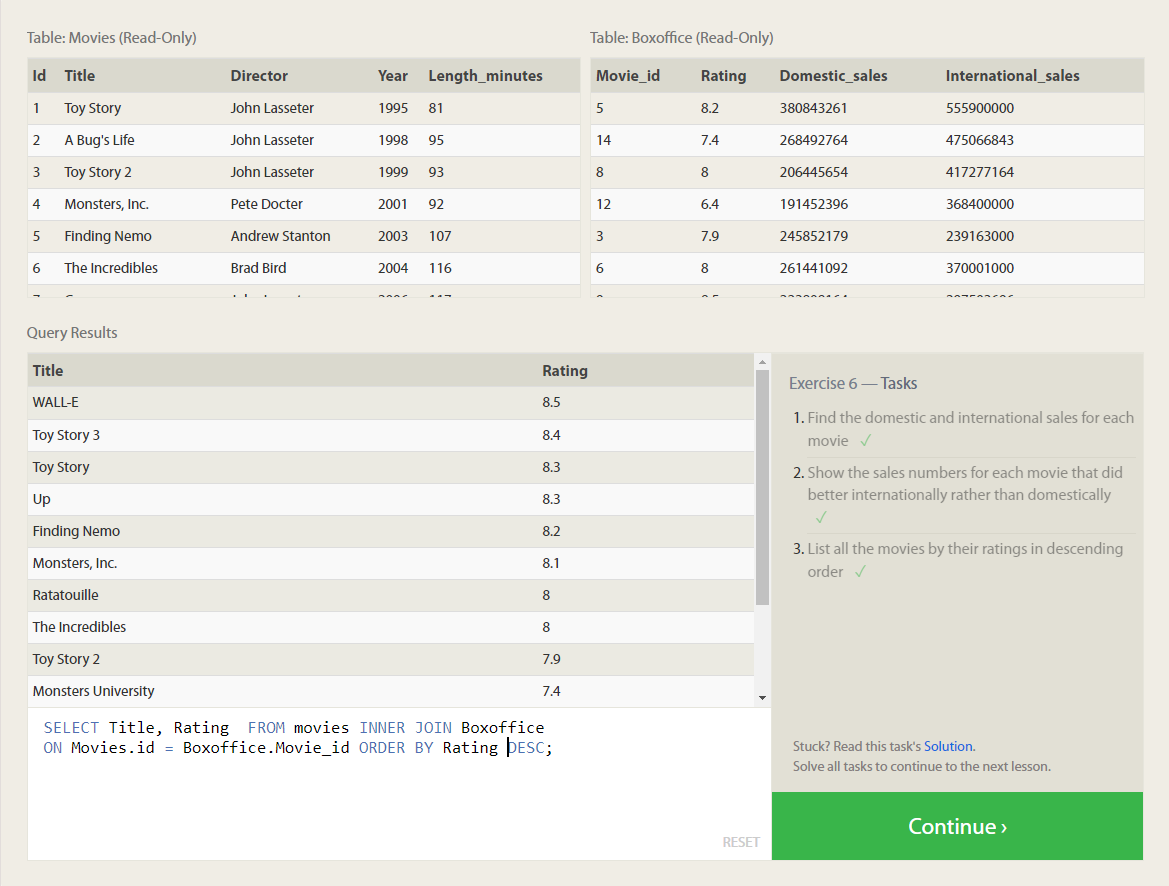 Table: Movies (Read-Only)
Id Title Director Year Length_minutes
1 Toy Story John Lasseter 1995 81
2 A Bug's Life John Lasseter 1998 95
3 Toy Story 2 John Lasseter 1999 93
4 Monsters, Inc. Pete Docter 2001 92
5 Finding Nemo Andrew Stanton 2003 107
6 The Incredibles Brad Bird 2004 116
Table: Boxoffice (Read-Only)
Movie_id Rating Domestic_sales International_sales
5 8.2 380843261 555900000
14 7.4 268492764 475066843
8 8 206445654 417277164
12 6.4 191452396 368400000
3 7.9 245852179 239163000
6 8 261441092 370001000
Query Results
Title Rating
WALL-E 8.5
Toy Story 3 8.4
Toy Story 8.3
Up 8.3
Finding Nemo 8.2
Monsters, Inc. 8.1
Ratatouille 8
The Incredibles 8
Toy Story 2 7.9
Monsters University 7.4
SELECT Title, Rating  FROM movies INNER JOIN Boxoffice
ON Movies.id = Boxoffice.Movie_id ORDER BY Rating DESC;
RESET
Exercise 6 — Tasks
1. Find the domestic and international sales for each
movie ✓
2. Show the sales numbers for each movie that did
better internationally rather than domestically
✓
3. List all the movies by their ratings in descending
order ✓
Stuck? Read this task's Solution.
Solve all tasks to continue to the next lesson.
Continue ›